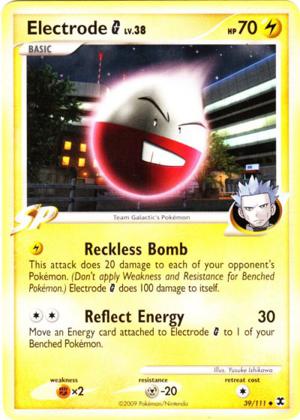 Electrode G LV.38 HP 70
BASIC
SP
Team Galactic's Pokémon
Reckless Bomb
This attack does 20 damage to each of your opponent's
Pokémon. (Don't apply Weakness and Resistance for Benched
Pokémon.) Electrode G does 100 damage to itself.
Reflect Energy 30
Move an Energy card attached to Electrode G to 1 of your
Benched Pokémon.
weakness resistance retreat cost
×2 -20
Illus. Yusuke Ishikawa
©2009 Pokémon/Nintendo 39/111